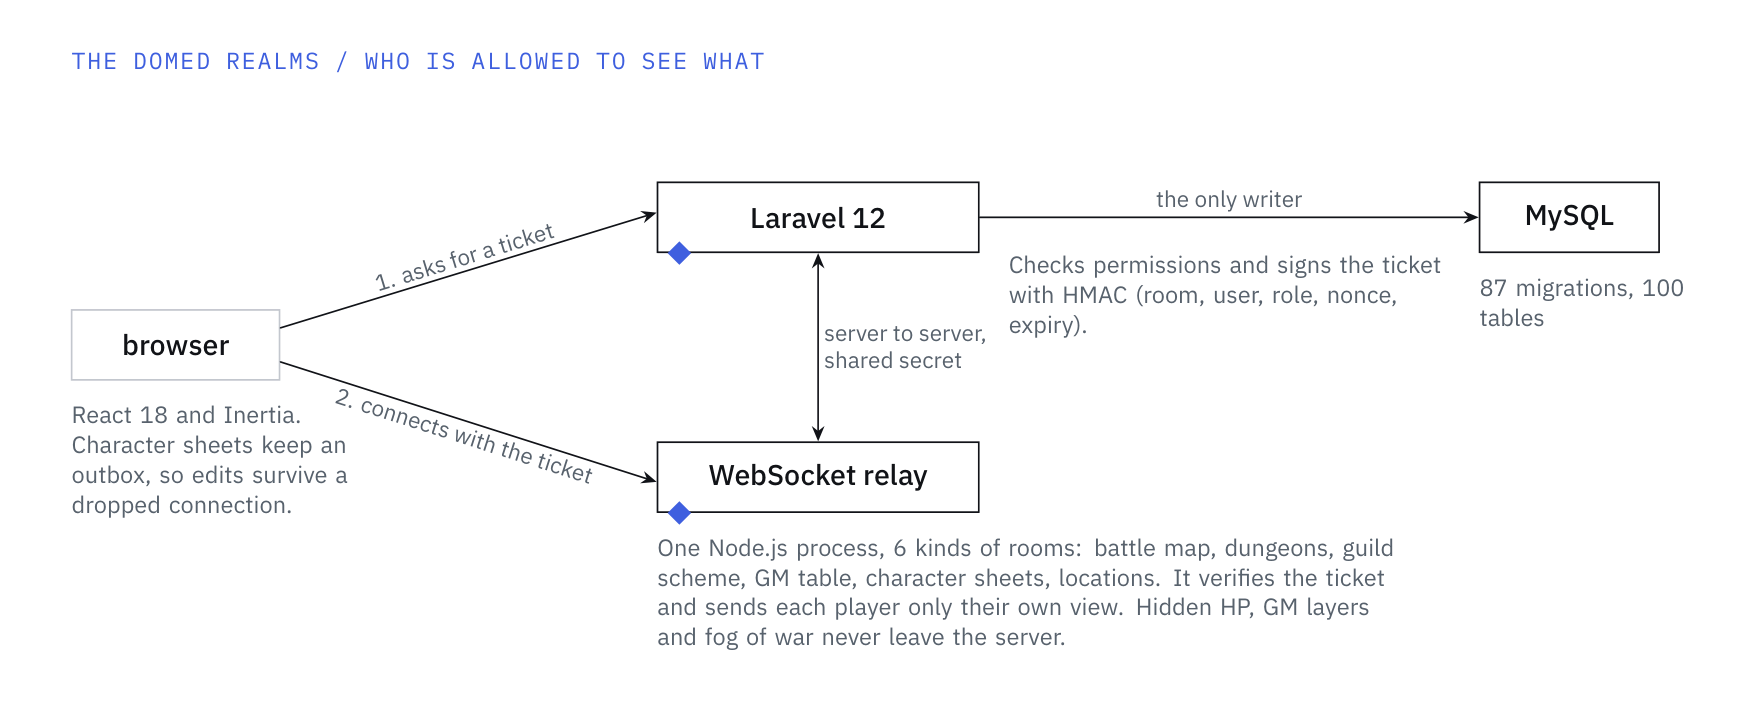 THE DOMED REALMS / WHO IS ALLOWED TO SEE WHAT
Laravel 12
the only writer
MySQL
1. asks for a ticket
Checks permissions and signs the ticket
with HMAC (room, user, role, nonce,
expiry).
87 migrations, 100
tables
browser
server to server,
shared secret
React 18 and Inertia.
Character sheets keep an
outbox, so edits survive a
dropped connection.
2. connects with the ticket
WebSocket relay
One Node.js process, 6 kinds of rooms: battle map, dungeons, guild
scheme, GM table, character sheets, locations. It verifies the ticket
and sends each player only their own view. Hidden HP, GM layers
and fog of war never leave the server.